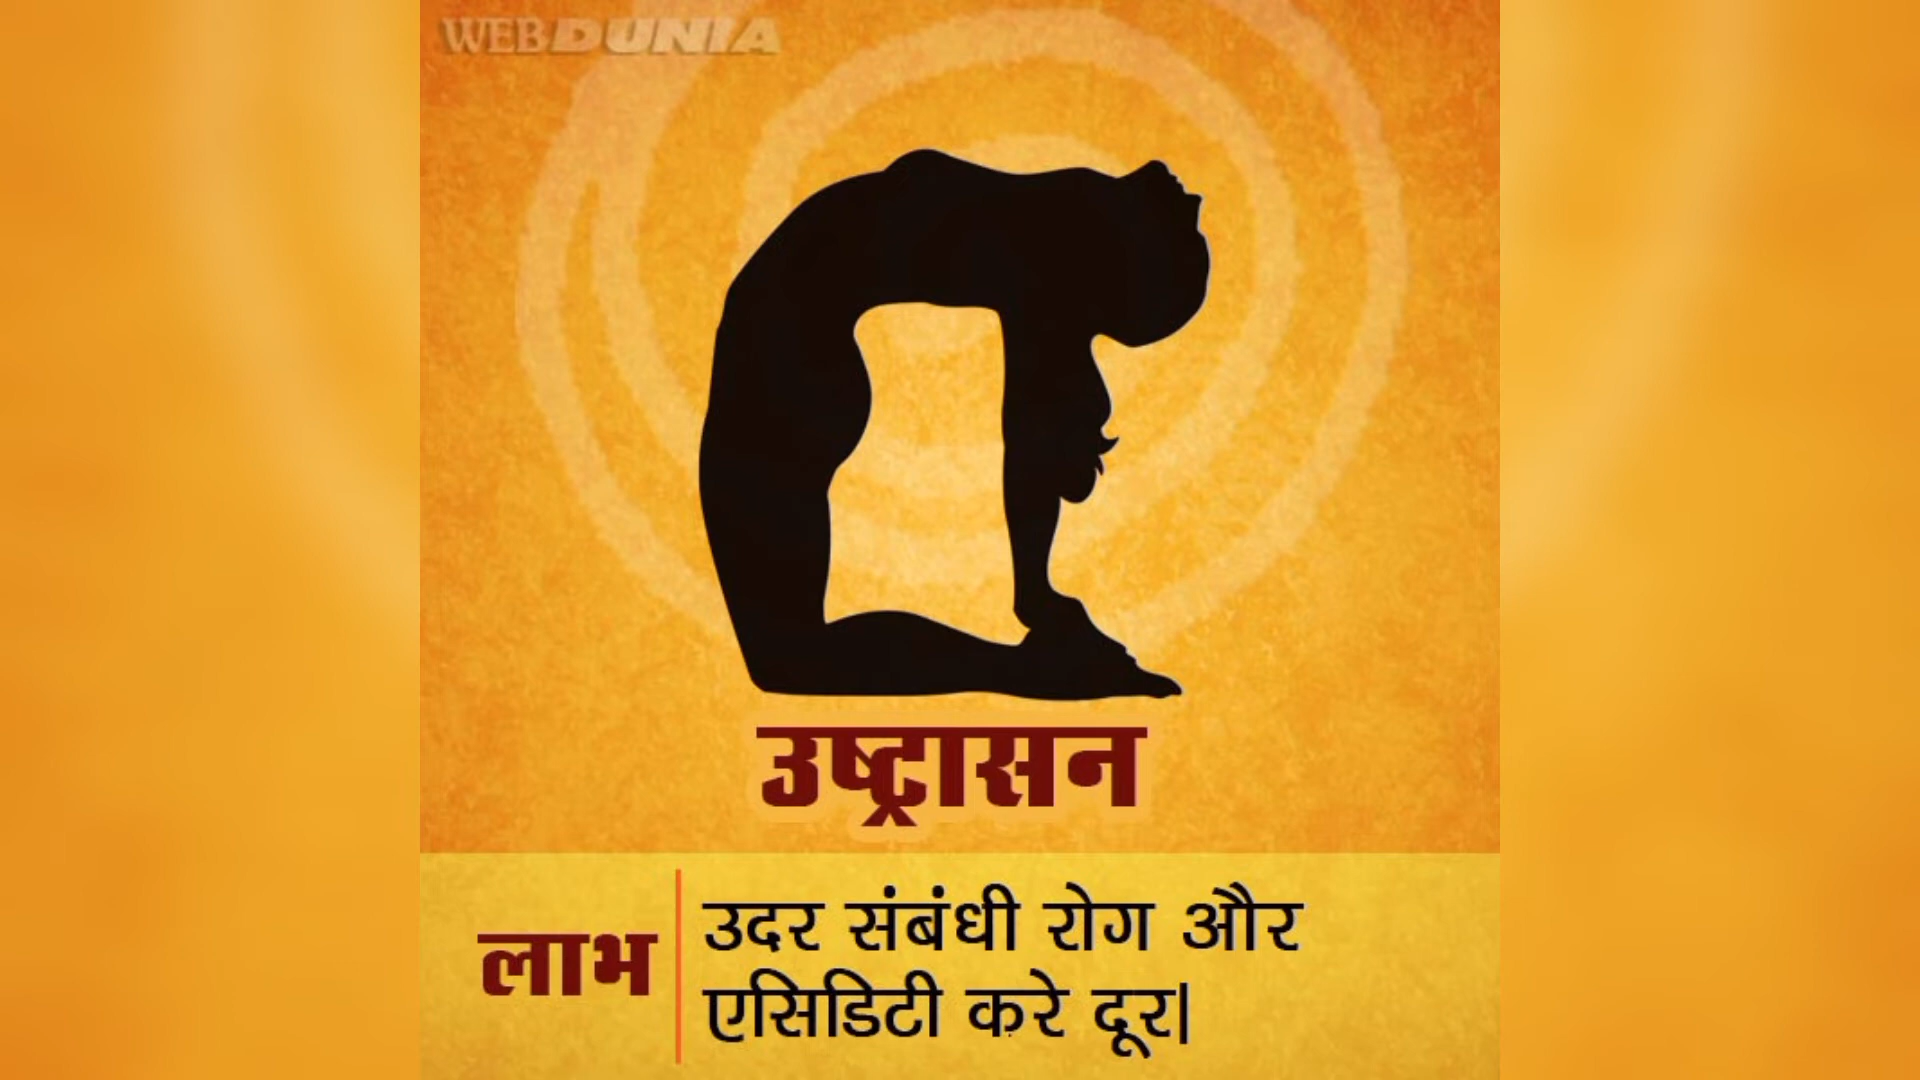 WEBDUNIA
उष्ट्रासन
लाभ
उदर संबंधी रोग और
एसिडिटी करे दूर|